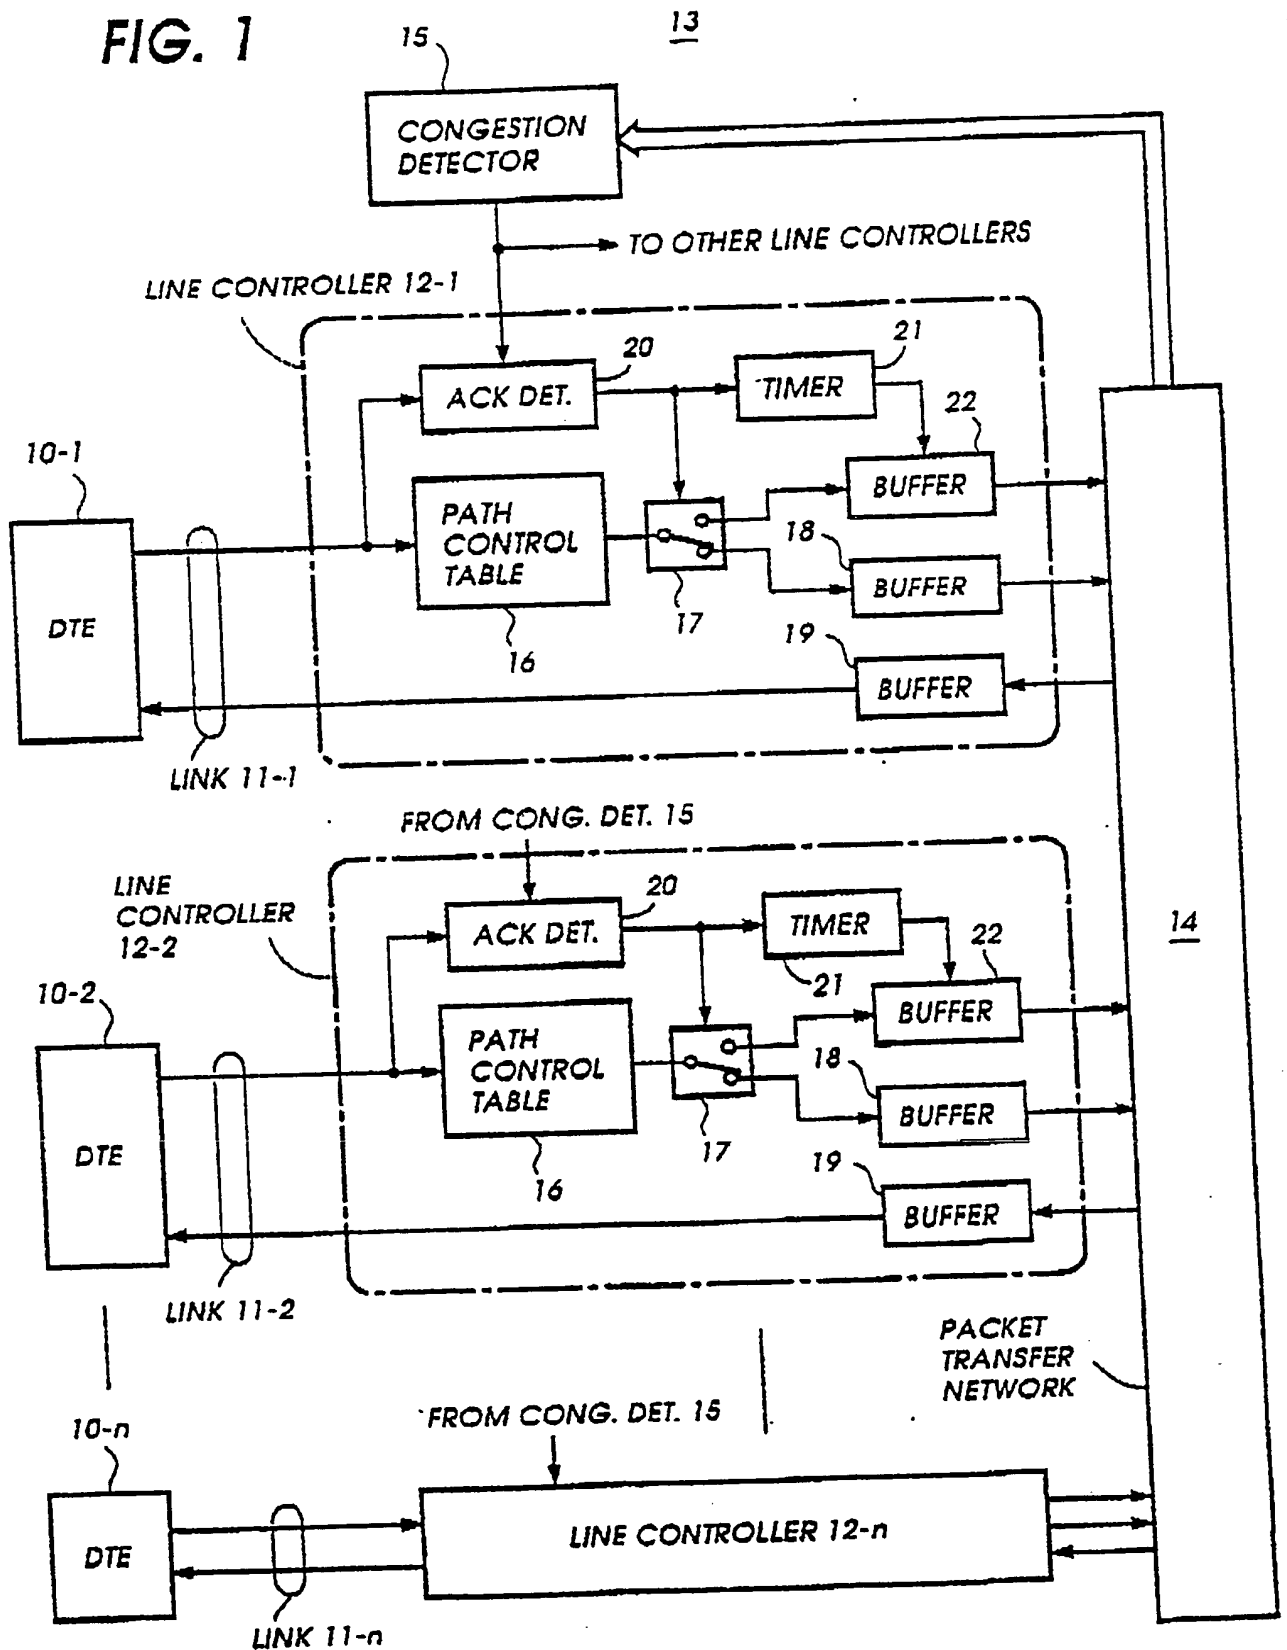 FIG. 1
13
15
CONGESTION
DETECTOR
TO OTHER LINE CONTROLLERS
LINE CONTROLLER 12-1
20
21
ACK DET.
TIMER
22
10-1
BUFFER
PATH
CONTROL
TABLE
18
BUFFER
17
DTE
16
19
BUFFER
LINK 11-1
FROM CONG. DET. 15
LINE
CONTROLLER
12-2
20
ACK DET.
TIMER
14
22
21
10-2
BUFFER
PATH
CONTROL
TABLE
18
BUFFER
17
DTE
16
19
BUFFER
LINK 11-2
PACKET
TRANSFER
NETWORK
FROM CONG. DET. 15
10-n
LINE CONTROLLER 12-n
DTE
LINK 11-n